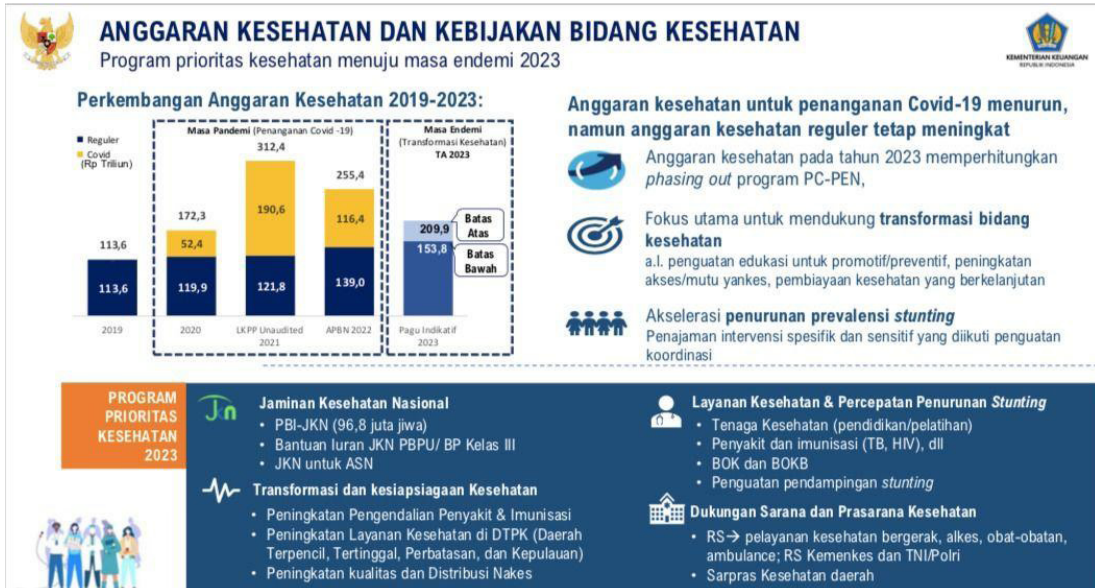 ANGGARAN KESEHATAN DAN KEBIJAKAN BIDANG KESEHATAN
Program prioritas kesehatan menuju masa endemi 2023
KEMENTERIAN KEUANGAN
REPUBLIK INDONESIA
Perkembangan Anggaran Kesehatan 2019-2023:
Reguler
Covid
(Rp Triliun)
Masa Pandemi (Penanganan Covid -19)
Masa Endemi
(Transformasi Kesehatan)
TA 2023
113,6
113,6
172,3
52,4
119,9
312,4
190,6
121,8
255,4
116,4
139,0
209,9
153,8
Batas
Atas
Batas
Bawah
2019
2020
LKPP Unaudited
2021
APBN 2022
Pagu Indikatif
2023
Anggaran kesehatan untuk penanganan Covid-19 menurun,
namun anggaran kesehatan reguler tetap meningkat
Anggaran kesehatan pada tahun 2023 memperhitungkan
phasing out program PC-PEN,
Fokus utama untuk mendukung transformasi bidang
kesehatan
a.l. penguatan edukasi untuk promotif/preventif, peningkatan
akses/mutu yankes, pembiayaan kesehatan yang berkelanjutan
Akselerasi penurunan prevalensi stunting
Penajaman intervensi spesifik dan sensitif yang diikuti penguatan
koordinasi
PROGRAM
PRIORITAS
KESEHATAN
2023
Jkn
Jaminan Kesehatan Nasional
• PBI-JKN (96,8 juta jiwa)
• Bantuan Iuran JKN PBPU/ BP Kelas III
• JKN untuk ASN
Transformasi dan kesiapsiagaan Kesehatan
• Peningkatan Pengendalian Penyakit & Imunisasi
• Peningkatan Layanan Kesehatan di DTPK (Daerah
Terpencil, Tertinggal, Perbatasan, dan Kepulauan)
• Peningkatan kualitas dan Distribusi Nakes
Layanan Kesehatan & Percepatan Penurunan Stunting
• Tenaga Kesehatan (pendidikan/pelatihan)
• Penyakit dan imunisasi (TB, HIV), dll
• BOK dan BOKB
• Penguatan pendampingan stunting
Dukungan Sarana dan Prasarana Kesehatan
• RS→ pelayanan kesehatan bergerak, alkes, obat-obatan,
ambulance; RS Kemenkes dan TNI/Polri
• Sarpras Kesehatan daerah